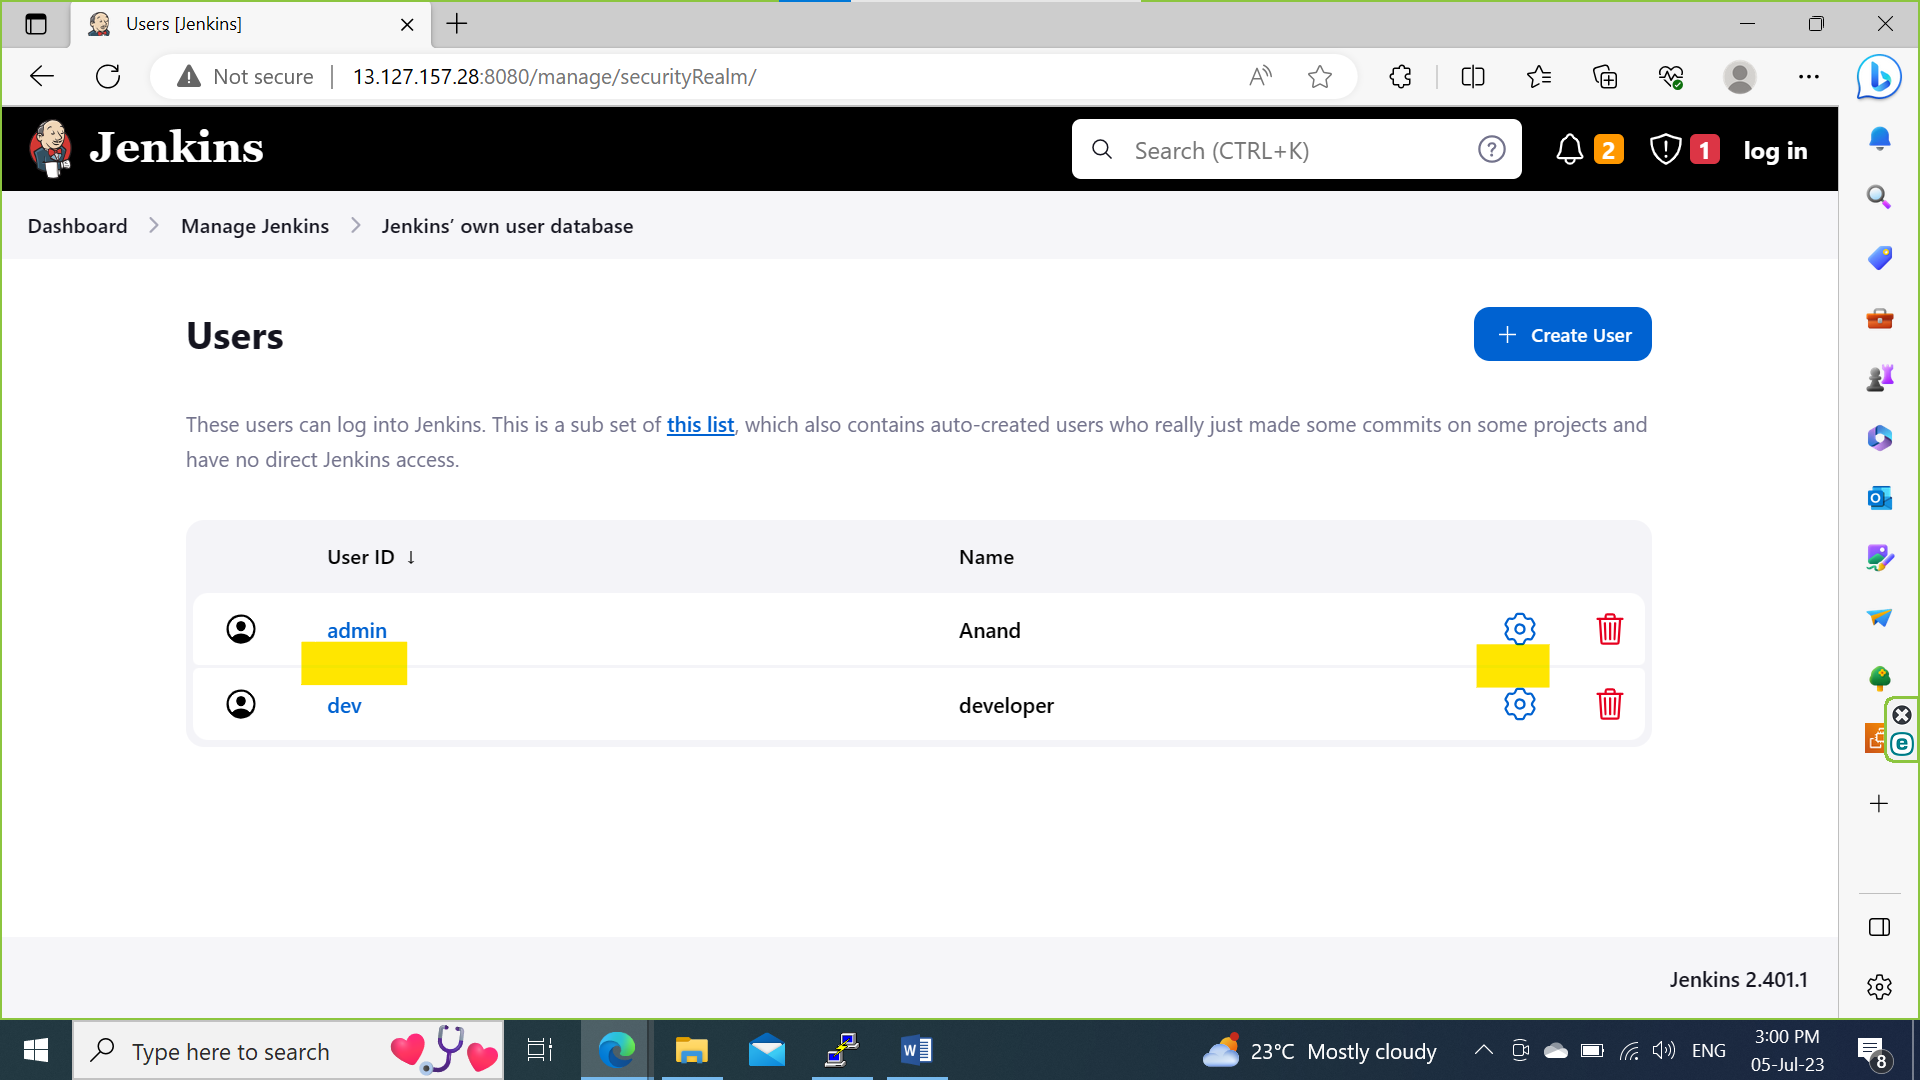 Users [Jenkins]
Not secure
13.127.157.28:8080/manage/securityRealm/
Jenkins
Search (CTRL+K)
2
1
log in
Dashboard
Manage Jenkins
Jenkins’ own user database
Users
Create User
These users can log into Jenkins. This is a sub set of this list, which also contains auto-created users who really just made some commits on some projects and
have no direct Jenkins access.
User ID ↓
Name
admin
Anand
dev
developer
Jenkins 2.401.1
Type here to search
23°C Mostly cloudy
ENG
3:00 PM
05-Jul-23
8